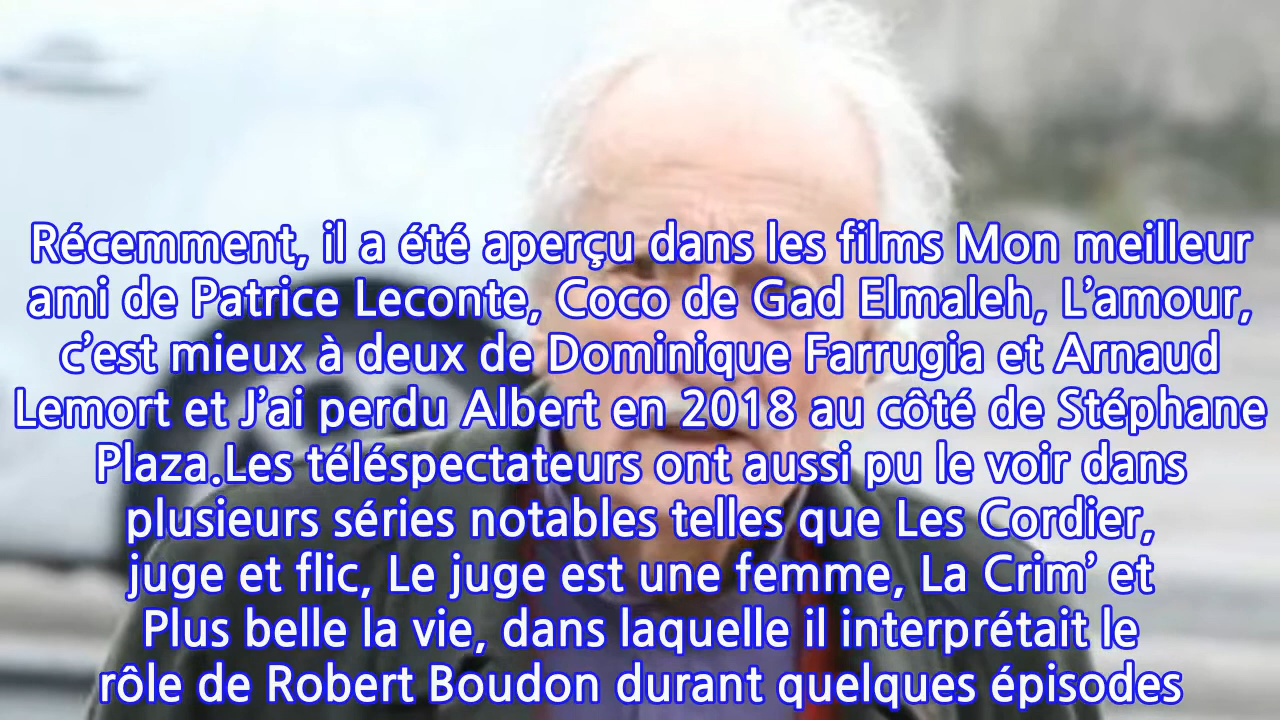 Récemment, il a été aperçu dans les films Mon meilleur
ami de Patrice Leconte, Coco de Gad Elmaleh, L’amour,
c’est mieux à deux de Dominique Farrugia et Arnaud
Lemort et J’ai perdu Albert en 2018 au côté de Stéphane
Plaza.Les téléspectateurs ont aussi pu le voir dans
plusieurs séries notables telles que Les Cordier,
juge et flic, Le juge est une femme, La Crim’ et
Plus belle la vie, dans laquelle il interprétait le
rôle de Robert Boudon durant quelques épisodes